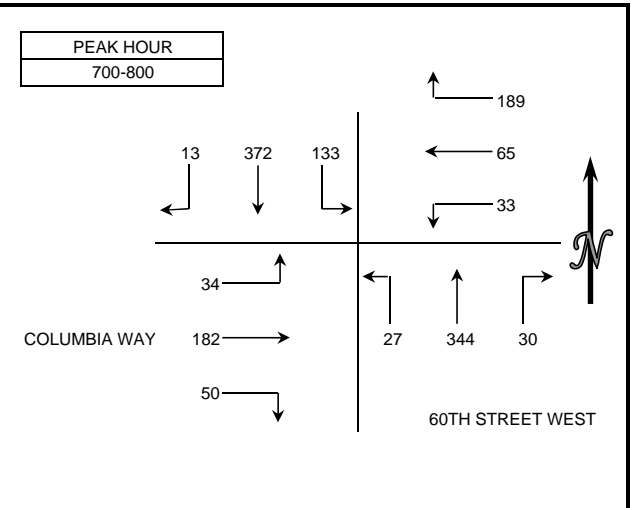 PEAK HOUR
700-800
189
13 372 133
65
33
N
34
COLUMBIA WAY 182
27 344 30
50
60TH STREET WEST